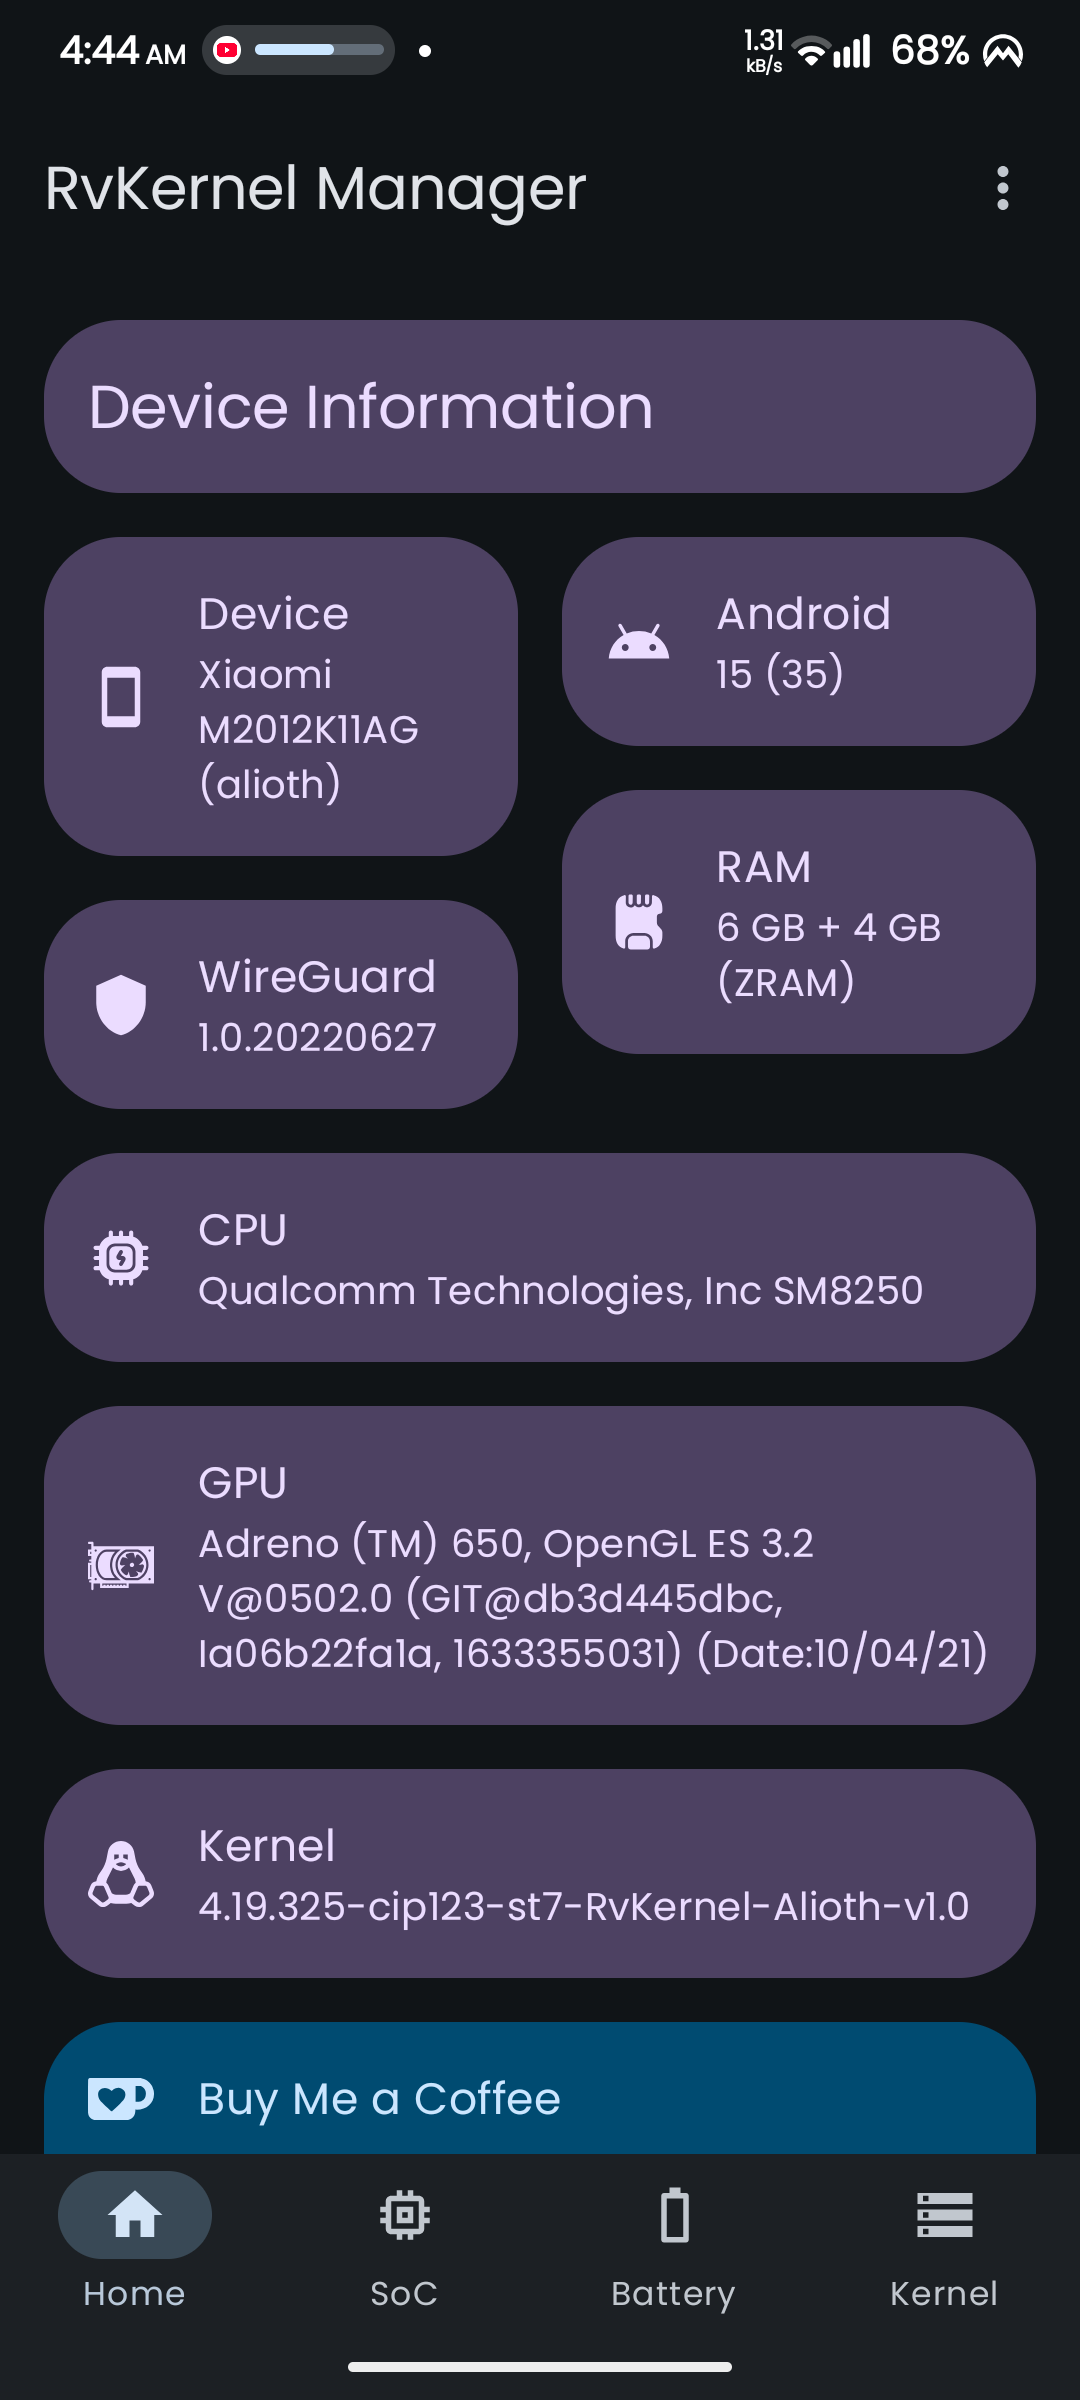 4:44 AM
1.31
kB/s
68%
RvKernel Manager
Device Information
Device
Xiaomi
M2012K11AG
(alioth)
Android
15 (35)
RAM
6 GB + 4 GB
(ZRAM)
WireGuard
1.0.20220627
CPU
Qualcomm Technologies, Inc SM8250
GPU
Adreno (TM) 650, OpenGL ES 3.2
V@0502.0 (GIT@db3d445dbc,
Ia06b22fa1a, 1633355031) (Date:10/04/21)
Kernel
4.19.325-cip123-st7-RvKernel-Alioth-v1.0
Buy Me a Coffee
Home
SoC
Battery
Kernel